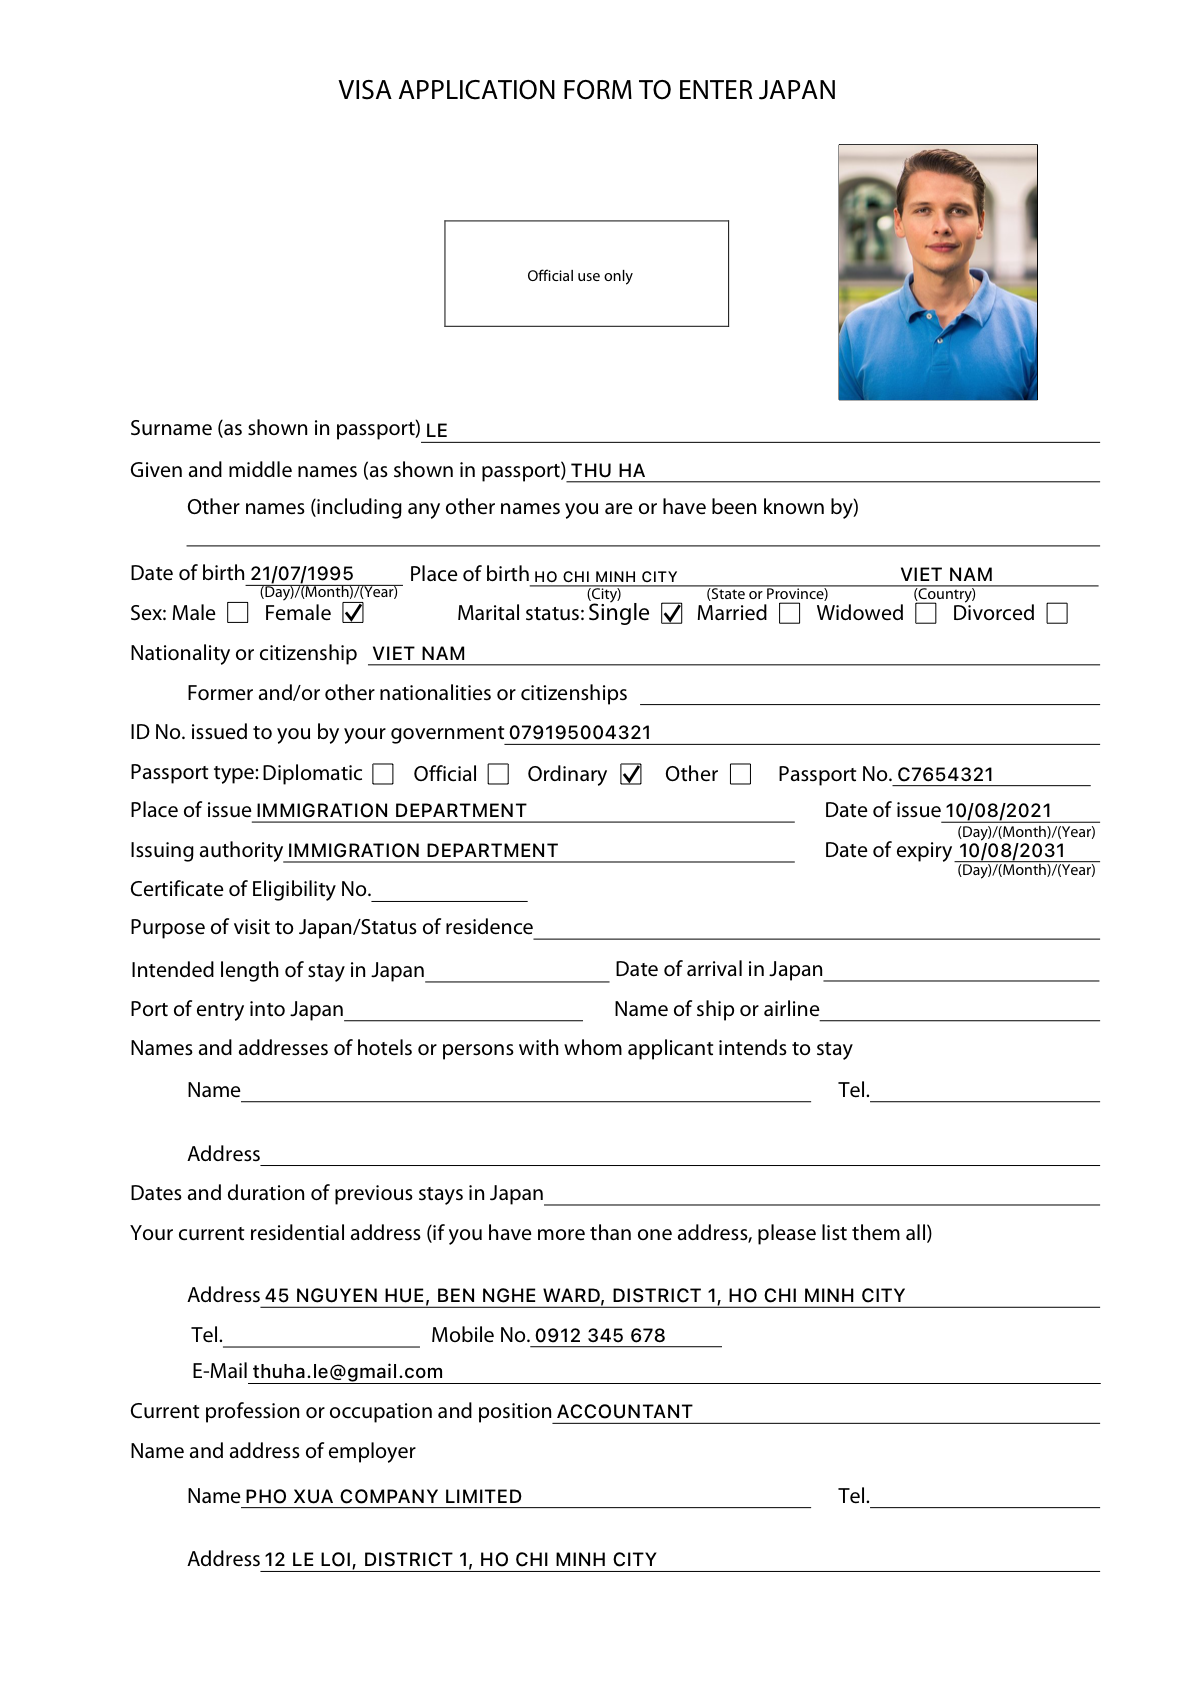 VISA APPLICATION FORM TO ENTER JAPAN
Official use only
Surname (as shown in passport) LE
Given and middle names (as shown in passport) THU HA
Other names (including any other names you are or have been known by)
Date of birth 21/07/1995 Place of birth HO CHI MINH CITY VIET NAM
(Day)/(Month)/(Year) (City) (State or Province) (Country)
Sex: Male Female Marital status: Single Married Widowed Divorced
Nationality or citizenship VIET NAM
Former and/or other nationalities or citizenships
ID No. issued to you by your government 079195004321
Passport type: Diplomatic Official Ordinary Other Passport No. C7654321
Place of issue IMMIGRATION DEPARTMENT Date of issue 10/08/2021
(Day)/(Month)/(Year)
Issuing authority IMMIGRATION DEPARTMENT Date of expiry 10/08/2031
(Day)/(Month)/(Year)
Certificate of Eligibility No.
Purpose of visit to Japan/Status of residence
Intended length of stay in Japan Date of arrival in Japan
Port of entry into Japan Name of ship or airline
Names and addresses of hotels or persons with whom applicant intends to stay
Name Tel.
Address
Dates and duration of previous stays in Japan
Your current residential address (if you have more than one address, please list them all)
Address 45 NGUYEN HUE, BEN NGHE WARD, DISTRICT 1, HO CHI MINH CITY
Tel. Mobile No. 0912 345 678
E-Mail thuha.le@gmail.com
Current profession or occupation and position ACCOUNTANT
Name and address of employer
Name PHO XUA COMPANY LIMITED Tel.
Address 12 LE LOI, DISTRICT 1, HO CHI MINH CITY